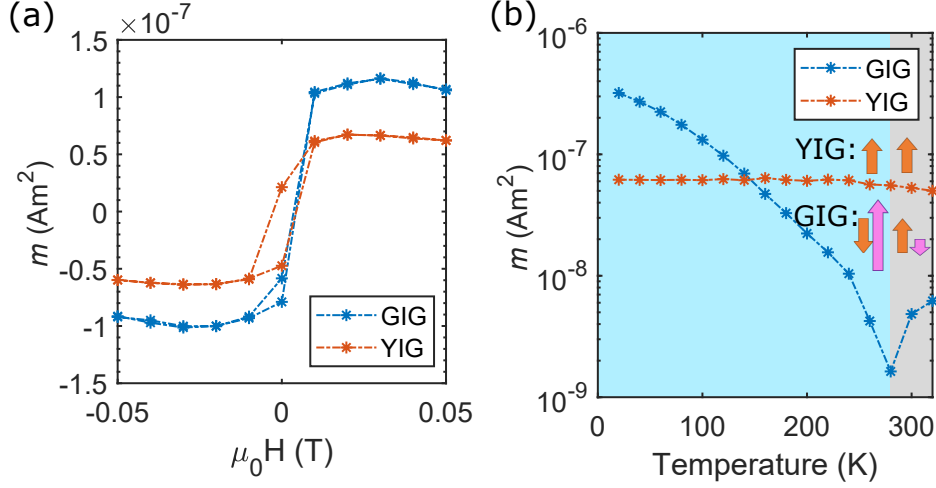 (a)
×10⁻⁷
1.5
1
0.5
0
-0.5
-1
-1.5
m (Am²)
-0.05
0
0.05
μ₀H (T)
GIG
YIG
(b)
10⁻⁶
10⁻⁷
10⁻⁸
10⁻⁹
m (Am²)
0
100
200
300
Temperature (K)
GIG
YIG
YIG:
GIG: